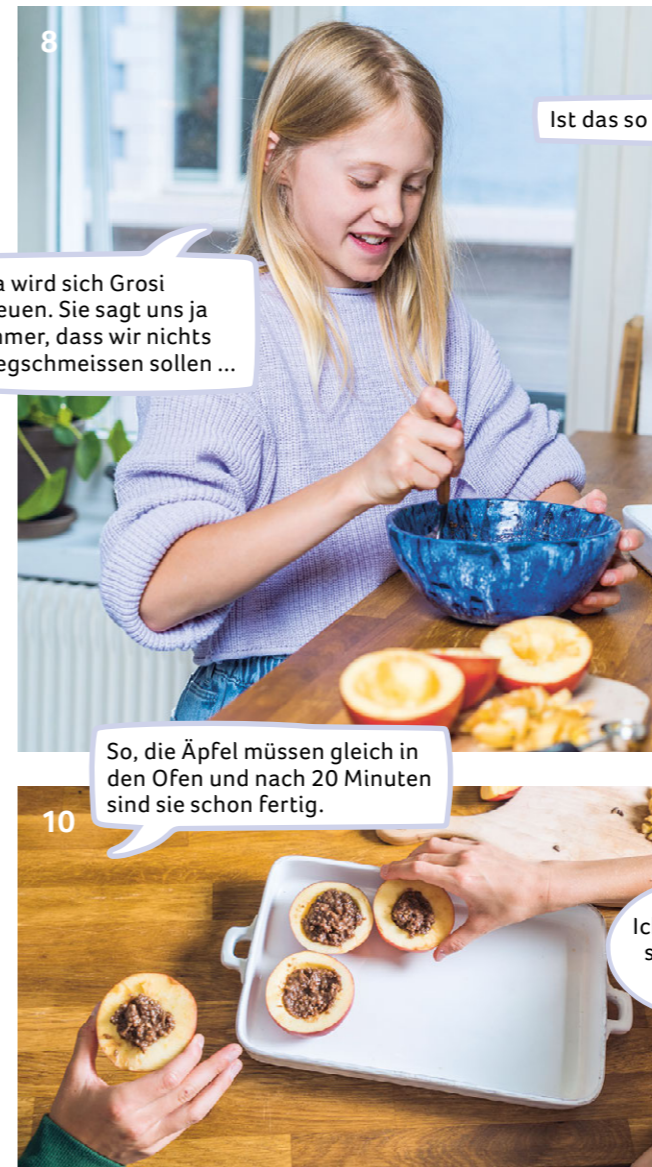 8
Ist das so
a wird sich Grosi
euen. Sie sagt uns ja
mer, dass wir nichts
egschmeissen sollen ...
So, die Äpfel müssen gleich in
den Ofen und nach 20 Minuten
sind sie schon fertig.
10
Ic
s